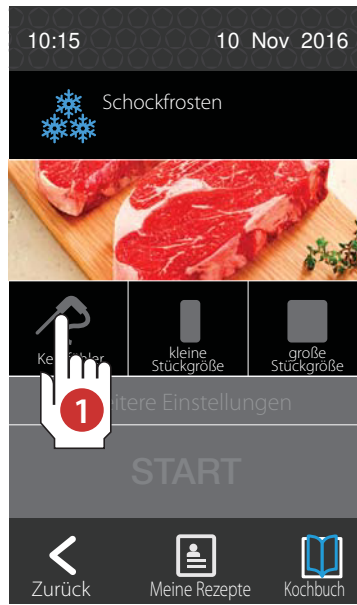 10:15 10 Nov 2016
Schockfrosten
kleine
Stückgröße
große
Stückgröße
1
Einstellungen
START
Zurück Meine Rezepte Kochbuch